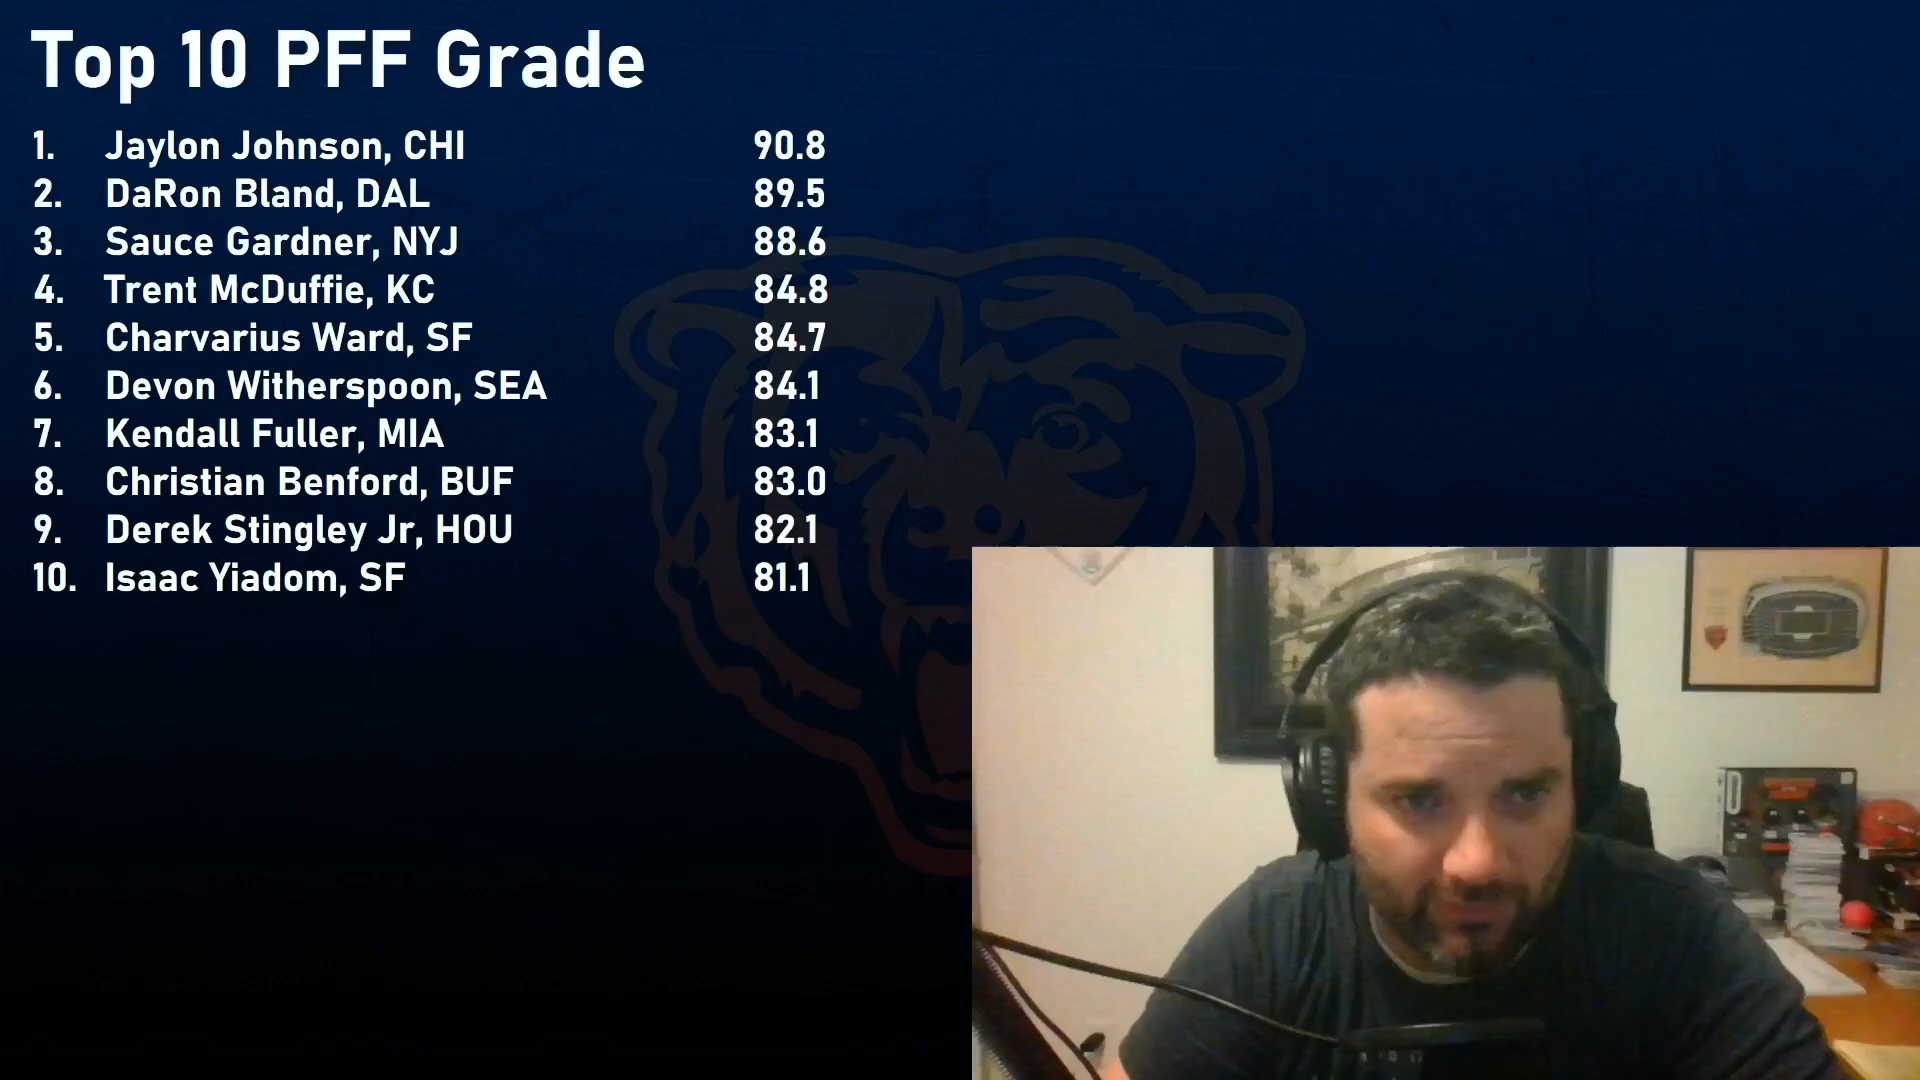 Top 10 PFF Grade
1. Jaylon Johnson, CHI 90.8
2. DaRon Bland, DAL 89.5
3. Sauce Gardner, NYJ 88.6
4. Trent McDuffie, KC 84.8
5. Charvarius Ward, SF 84.7
6. Devon Witherspoon, SEA 84.1
7. Kendall Fuller, MIA 83.1
8. Christian Benford, BUF 83.0
9. Derek Stingley Jr, HOU 82.1
10. Isaac Yiadom, SF 81.1